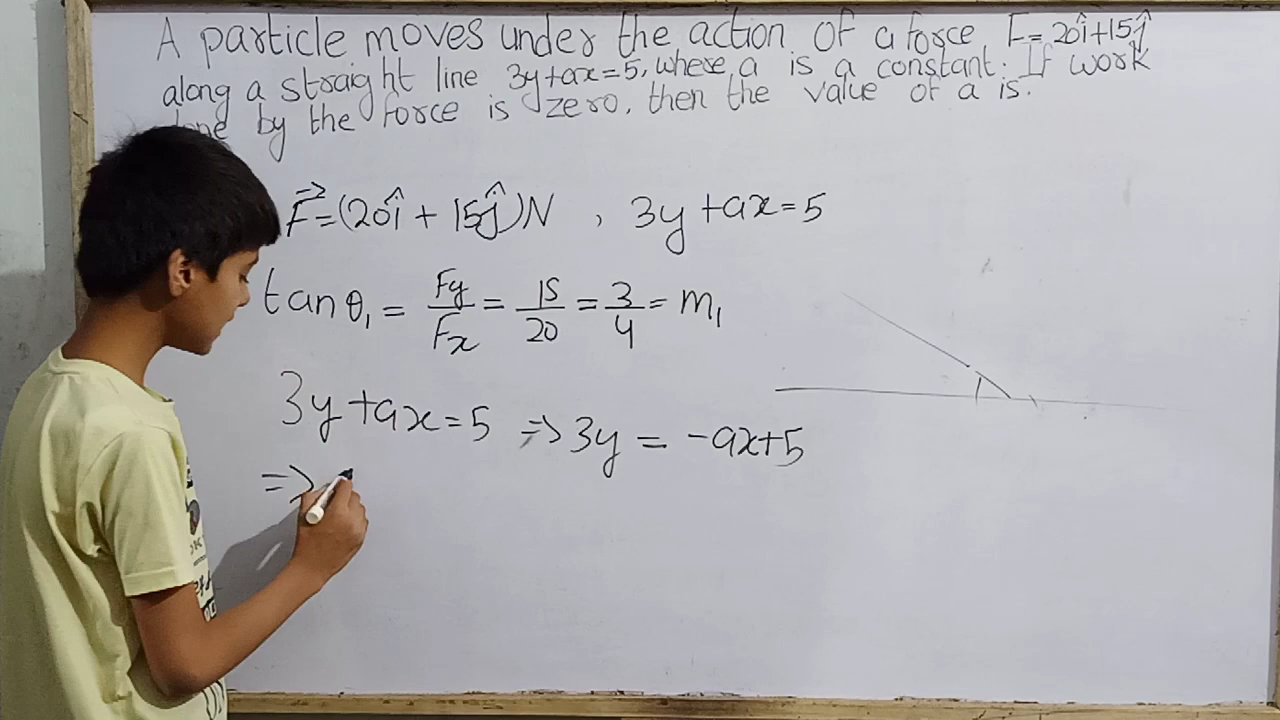 A particle moves under the action of a force F=20î+15ĵ
along a straight line 3y+ax=5, where a is a constant. If work
by the force is zero, then the value of a is.
F⃗=(20î + 15ĵ)N , 3y+ax=5
tan θ₁ = Fy/Fx = 15/20 = 3/4 = m₁
3y+ax=5 => 3y = -ax+5
=>